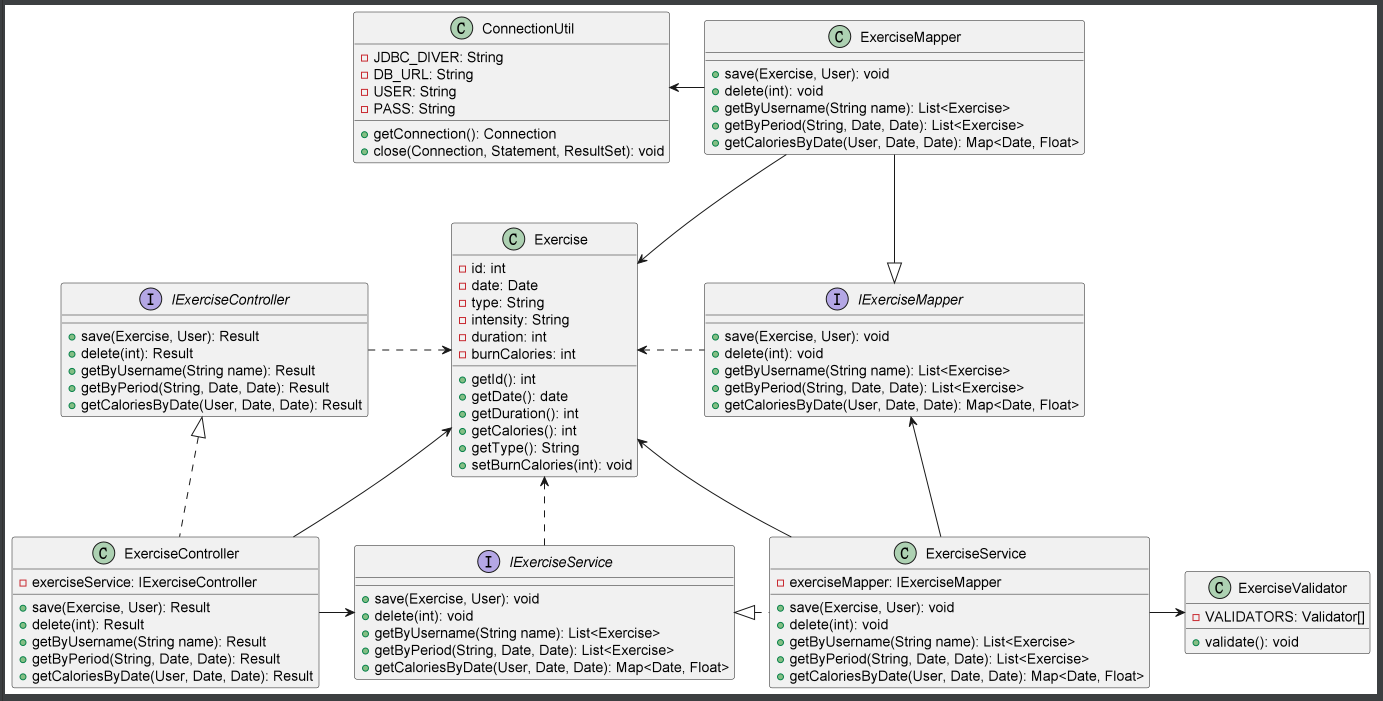 C ConnectionUtil
JDBC_DIVER: String
DB_URL: String
USER: String
PASS: String
getConnection(): Connection
close(Connection, Statement, ResultSet): void
C ExerciseMapper
save(Exercise, User): void
delete(int): void
getByUsername(String name): List<Exercise>
getByPeriod(String, Date, Date): List<Exercise>
getCaloriesByDate(User, Date, Date): Map<Date, Float>
C Exercise
id: int
date: Date
type: String
intensity: String
duration: int
burnCalories: int
getId(): int
getDate(): date
getDuration(): int
getCalories(): int
getType(): String
setBurnCalories(int): void
I IExerciseController
save(Exercise, User): Result
delete(int): Result
getByUsername(String name): Result
getByPeriod(String, Date, Date): Result
getCaloriesByDate(User, Date, Date): Result
I IExerciseMapper
save(Exercise, User): void
delete(int): void
getByUsername(String name): List<Exercise>
getByPeriod(String, Date, Date): List<Exercise>
getCaloriesByDate(User, Date, Date): Map<Date, Float>
C ExerciseController
exerciseService: IExerciseController
save(Exercise, User): Result
delete(int): Result
getByUsername(String name): Result
getByPeriod(String, Date, Date): Result
getCaloriesByDate(User, Date, Date): Result
I IExerciseService
save(Exercise, User): void
delete(int): void
getByUsername(String name): List<Exercise>
getByPeriod(String, Date, Date): List<Exercise>
getCaloriesByDate(User, Date, Date): Map<Date, Float>
C ExerciseService
exerciseMapper: IExerciseMapper
save(Exercise, User): void
delete(int): void
getByUsername(String name): List<Exercise>
getByPeriod(String, Date, Date): List<Exercise>
getCaloriesByDate(User, Date, Date): Map<Date, Float>
C ExerciseValidator
VALIDATORS: Validator[]
validate(): void